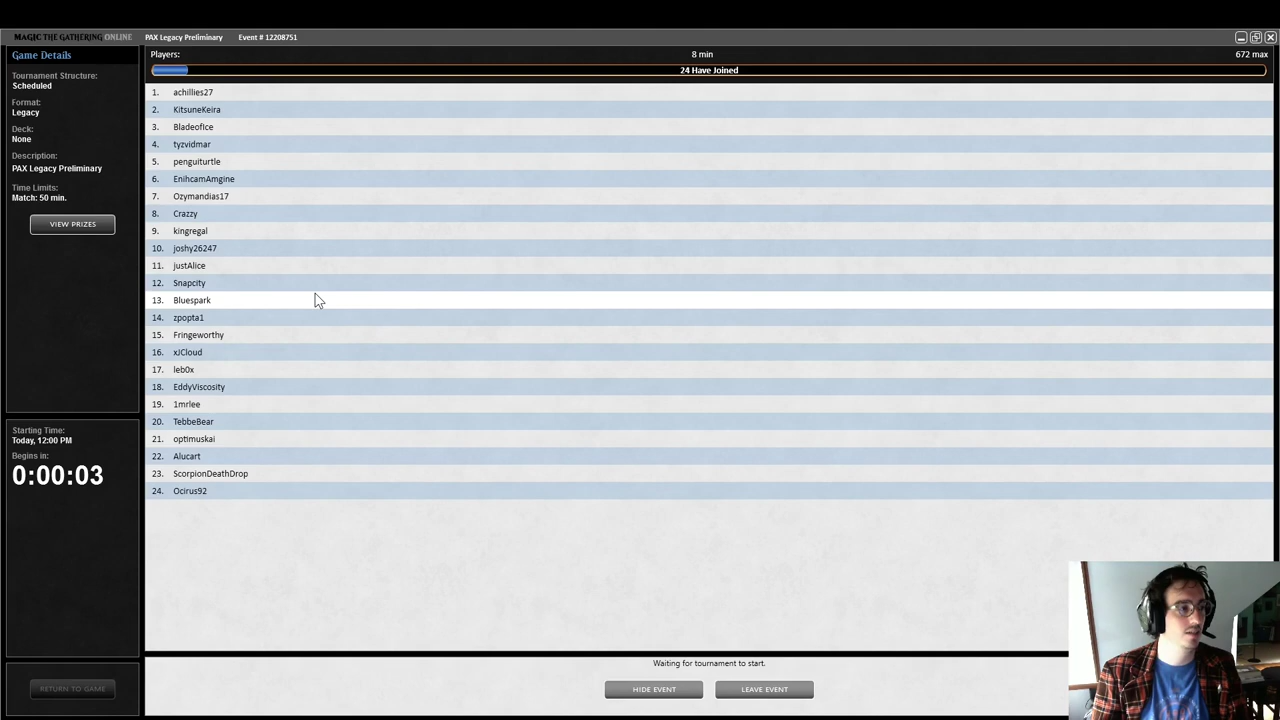 MAGIC THE GATHERING ONLINE PAX Legacy Preliminary Event # 12208751
Game Details
Tournament Structure:
Scheduled
Format:
Legacy
Deck:
None
Description:
PAX Legacy Preliminary
Time Limits:
Match: 50 min.
VIEW PRIZES
Starting Time:
Today, 12:00 PM
Begins in:
0:00:03
RETURN TO GAME
Players: 8 min 672 max
24 Have Joined
1. achillies27
2. KitsuneKeira
3. BladeofIce
4. tyzvidmar
5. penguiturtle
6. EnihcamAmgine
7. Ozymandias17
8. Crazzy
9. kingregal
10. joshy26247
11. justAlice
12. Snapcity
13. Bluespark
14. zpopta1
15. Fringeworthy
16. xJCloud
17. leb0x
18. EddyViscosity
19. 1mrlee
20. TebbeBear
21. optimuskai
22. Alucart
23. ScorpionDeathDrop
24. Ocirus92
Waiting for tournament to start.
HIDE EVENT LEAVE EVENT